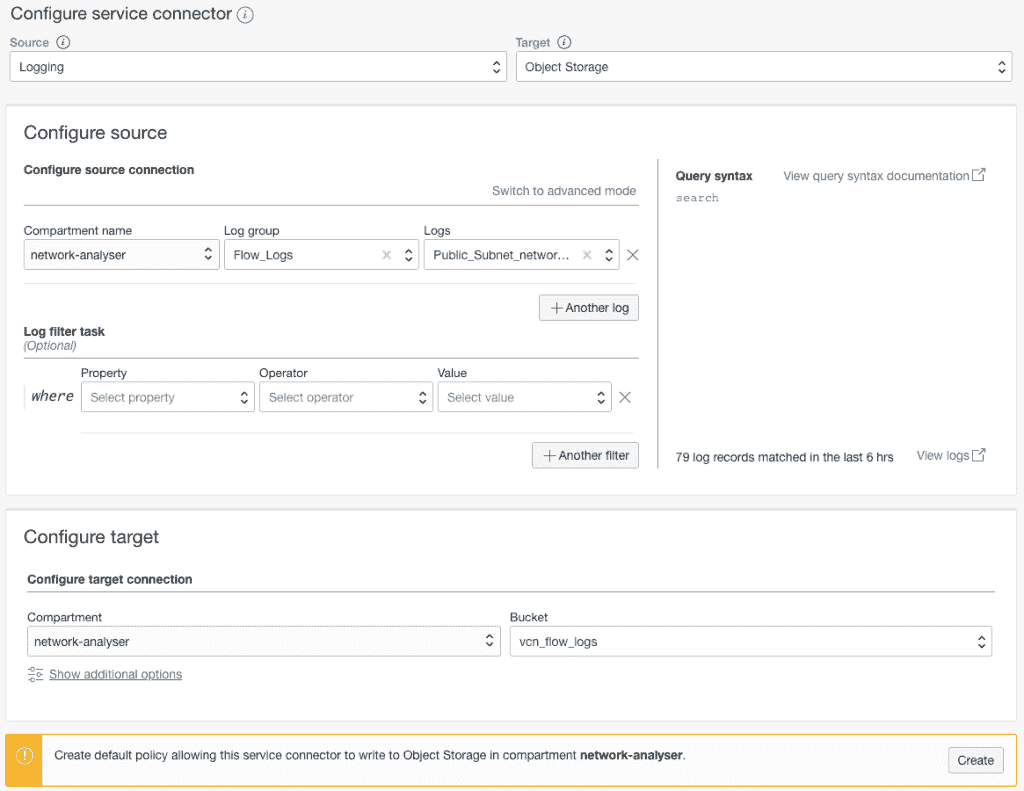 Configure service connector
Source Target
Logging Object Storage
Configure source
Configure source connection
Switch to advanced mode
Query syntax View query syntax documentation
search
Compartment name Log group Logs
network-analyser Flow_Logs Public_Subnet_networ...
Another log
Log filter task
(Optional)
Property Operator Value
where Select property Select operator Select value
Another filter
79 log records matched in the last 6 hrs View logs
Configure target
Configure target connection
Compartment Bucket
network-analyser vcn_flow_logs
Show additional options
Create default policy allowing this service connector to write to Object Storage in compartment network-analyser.
Create